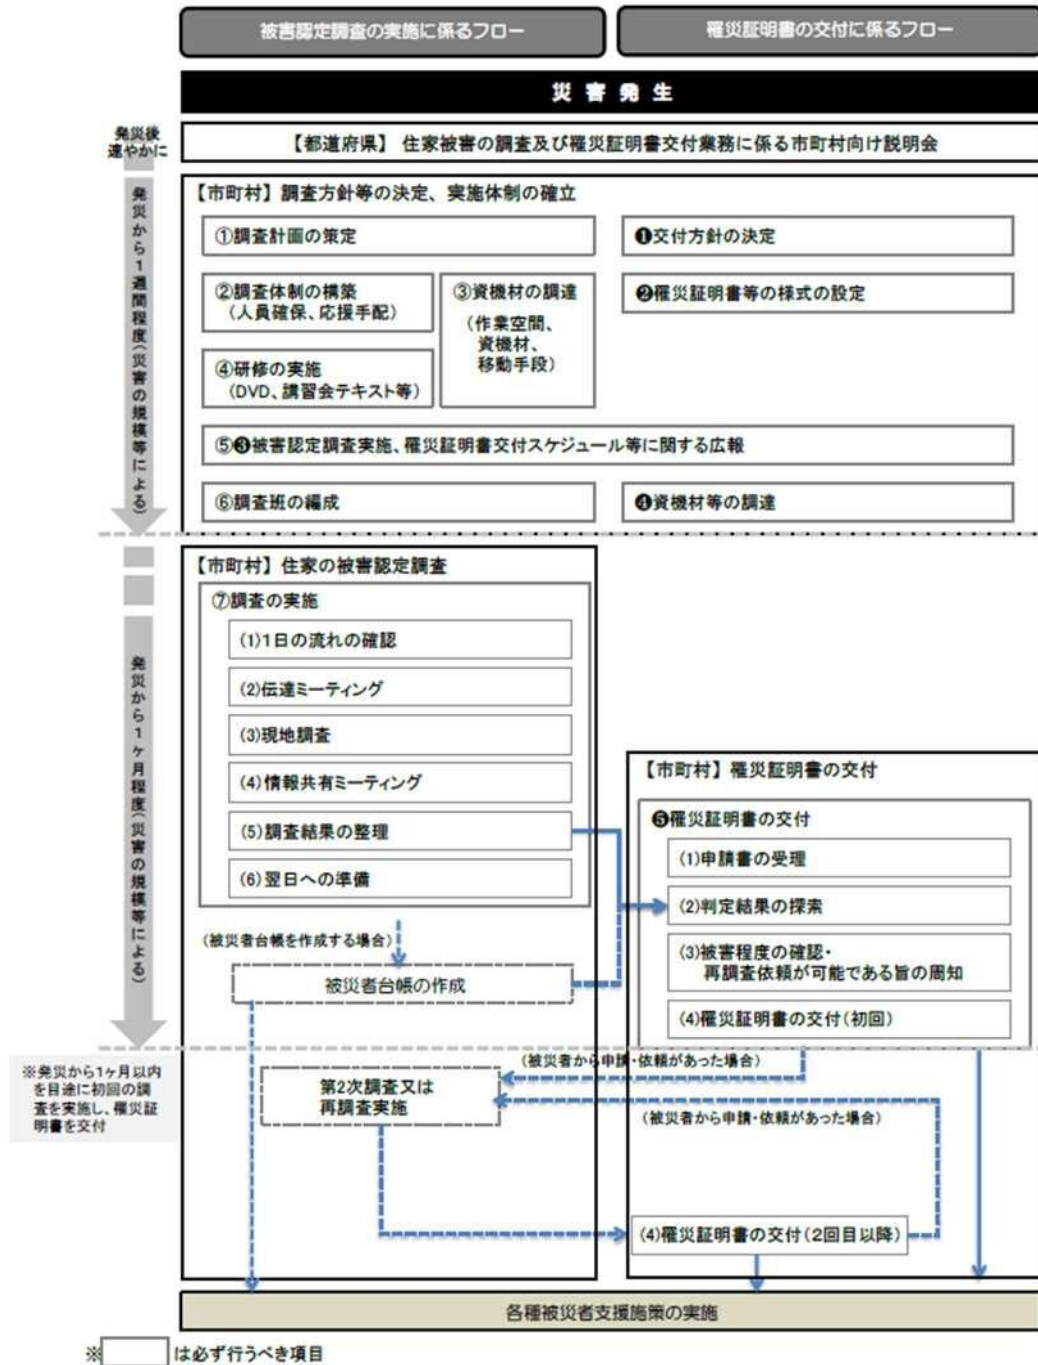 被害認定調査の実施に係るフロー
罹災証明書の交付に係るフロー
災害発生
発災後
速やかに
【都道府県】 住家被害の調査及び罹災証明書交付業務に係る市町村向け説明会
発災から1週間程度(災害の規模等による)
【市町村】調査方針等の決定、実施体制の確立
①調査計画の策定
❶交付方針の決定
②調査体制の構築
(人員確保、応援手配)
③資機材の調達
(作業空間、
資機材、
移動手段)
❷罹災証明書等の様式の設定
④研修の実施
(DVD、講習会テキスト等)
⑤❸被害認定調査実施、罹災証明書交付スケジュール等に関する広報
⑥調査班の編成
❹資機材等の調達
発災から1ヶ月程度(災害の規模等による)
【市町村】住家の被害認定調査
⑦調査の実施
(1)1日の流れの確認
(2)伝達ミーティング
(3)現地調査
(4)情報共有ミーティング
(5)調査結果の整理
(6)翌日への準備
(被災者台帳を作成する場合)
被災者台帳の作成
【市町村】罹災証明書の交付
❺罹災証明書の交付
(1)申請書の受理
(2)判定結果の探索
(3)被害程度の確認・
再調査依頼が可能である旨の周知
(4)罹災証明書の交付(初回)
※発災から1ヶ月以内
を目途に初回の調
査を実施し、罹災証
明書を交付
(被災者から申請・依頼があった場合)
第2次調査又は
再調査実施
(被災者から申請・依頼があった場合)
(4)罹災証明書の交付(2回目以降)
各種被災者支援施策の実施
※ は必ず行うべき項目